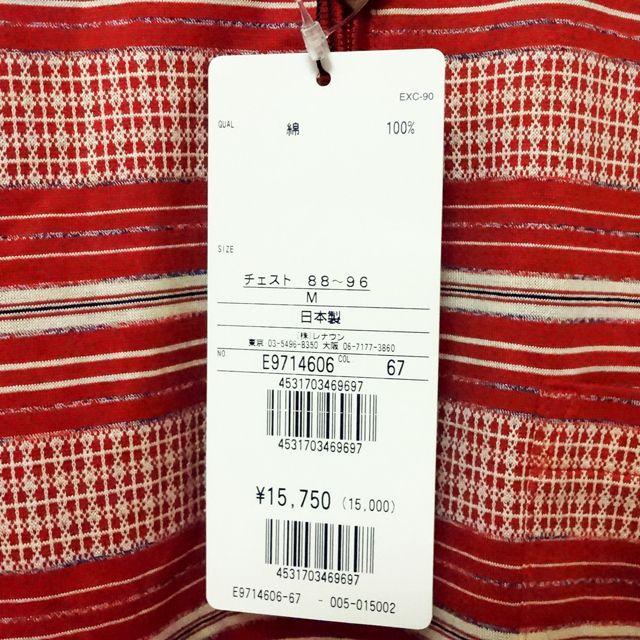 EXC-90
QUAL 綿 100%
SIZE
チェスト 88〜96
M
日本製
(株)レナウン
東京 03-5496-8350 大阪 06-7177-3860
NO. E9714606 COL 67
4531703469697
4531703469697
¥15,750 (15,000)
4531703469697
E9714606-67 - 005-015002